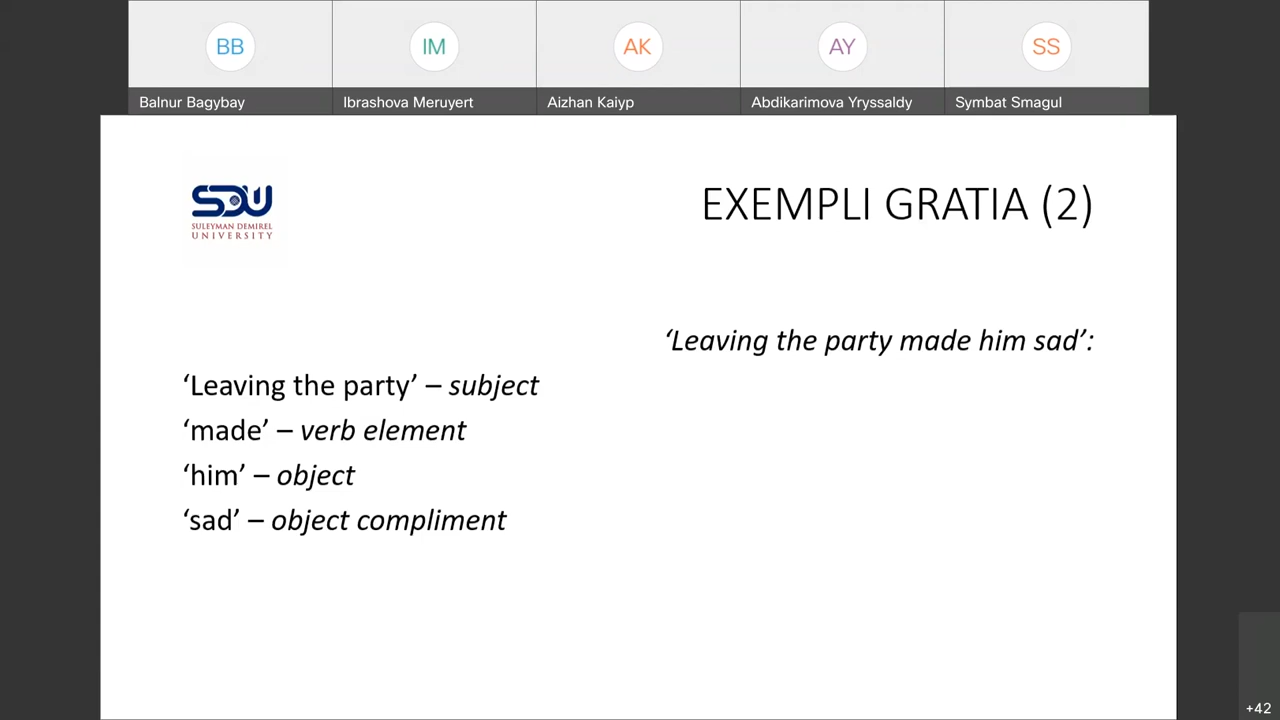 BB
IM
AK
AY
SS
Balnur Bagybay
Ibrashova Meruyert
Aizhan Kaiyp
Abdikarimova Yryssaldy
Symbat Smagul
SDU
SULEYMAN DEMIREL
UNIVERSITY
EXEMPLI GRATIA (2)
‘Leaving the party made him sad’:
‘Leaving the party’ – subject
‘made’ – verb element
‘him’ – object
‘sad’ – object compliment
+42